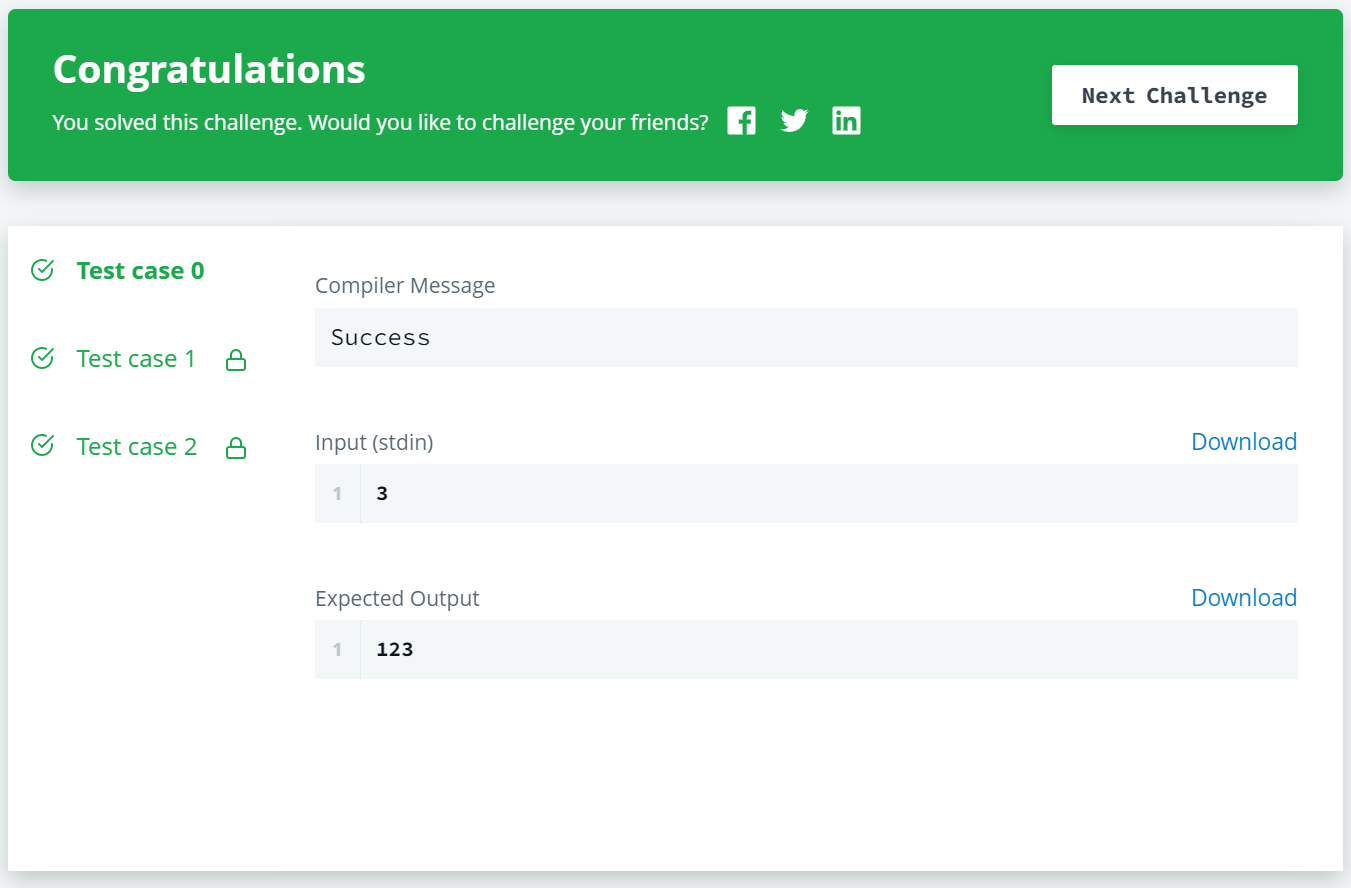 Congratulations
You solved this challenge. Would you like to challenge your friends?
Next Challenge
Test case 0
Test case 1
Test case 2
Compiler Message
Success
Input (stdin)
Download
1 3
Expected Output
Download
1 123